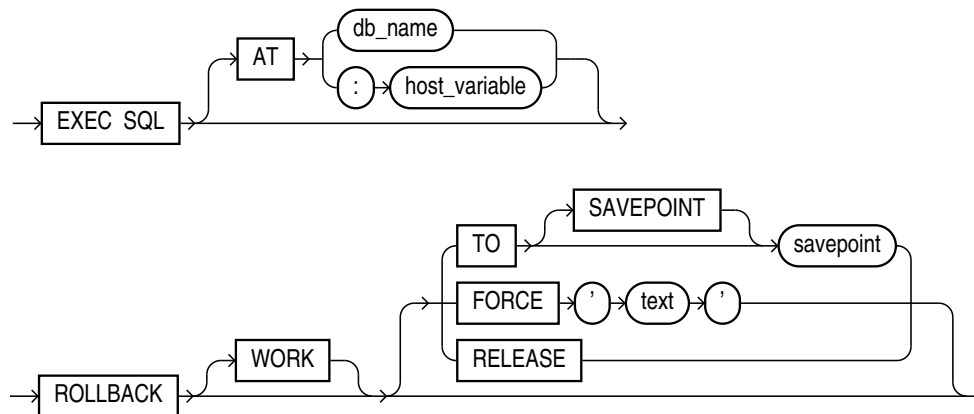 db_name
AT
: host_variable
EXEC SQL
SAVEPOINT
TO savepoint
FORCE ' text '
WORK RELEASE
ROLLBACK